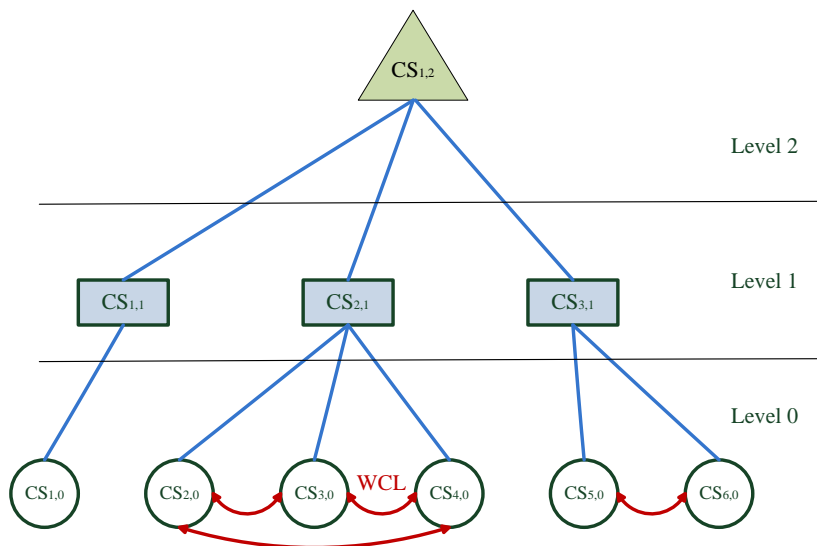 CS1,2
Level 2
CS1,1
CS2,1
CS3,1
Level 1
Level 0
CS1,0
CS2,0
CS3,0
WCL
CS4,0
CS5,0
CS6,0